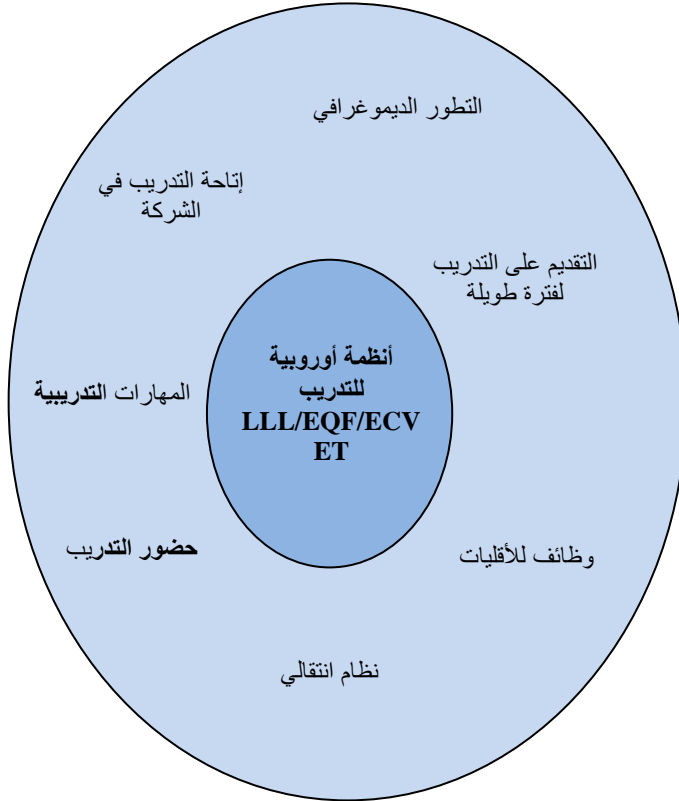 التطور الديموغرافي
إتاحة التدريب في
الشركة
التقديم على التدريب
لفترة طويلة
أنظمة أوروبية
للتدريب
LLL/EQF/ECV
ET
المهارات التدريبية
حضور التدريب
وظائف للأقليات
نظام انتقالي